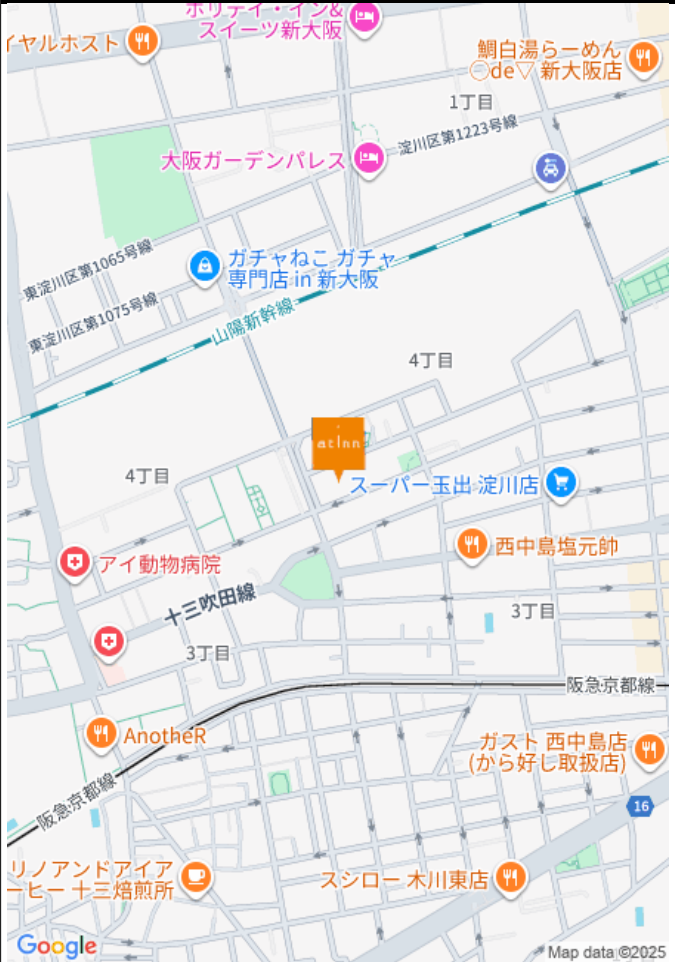 ホリデイ・イン&
スイーツ新大阪
イヤルホスト
鯛白湯らーめん
◯de▽ 新大阪店
1丁目
淀川区第1223号線
大阪ガーデンパレス
ガチャねこ ガチャ
専門店 in 新大阪
東淀川区第1065号線
東淀川区第1075号線
山陽新幹線
4丁目
at inn
4丁目
スーパー玉出 淀川店
西中島塩元帥
アイ動物病院
十三吹田線
3丁目
3丁目
阪急京都線
AnotheR
ガスト 西中島店
(から好し取扱店)
阪急京都線
16
リノアンドアイア
ーヒー 十三焙煎所
スシロー 木川東店
Google
Map data ©2025